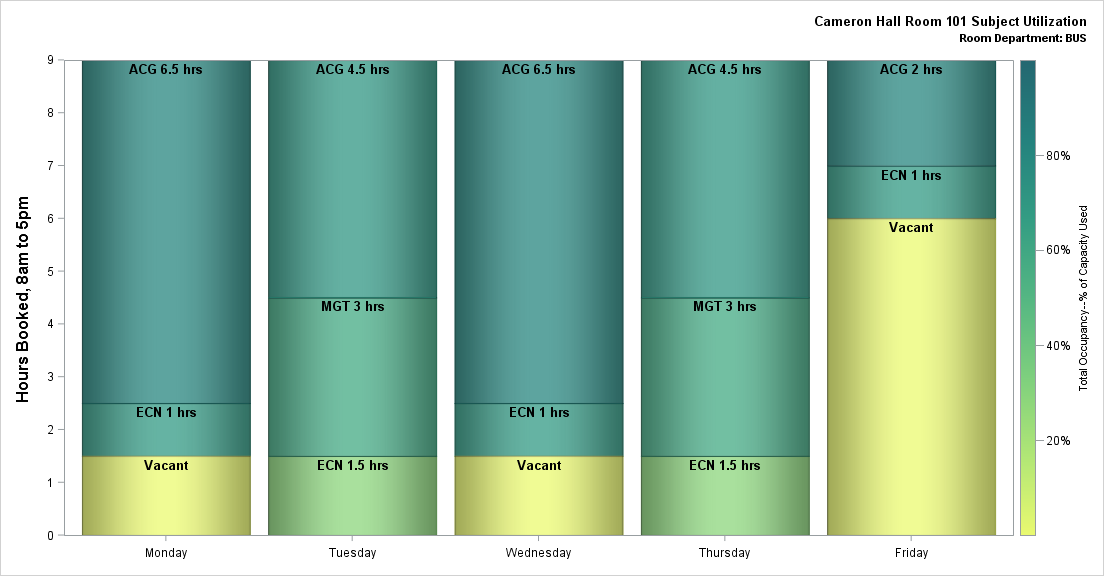 Cameron Hall Room 101 Subject Utilization
Room Department: BUS
Hours Booked, 8am to 5pm
9
8
7
6
5
4
3
2
1
0
ACG 6.5 hrs
ECN 1 hrs
Vacant
ACG 4.5 hrs
MGT 3 hrs
ECN 1.5 hrs
ACG 6.5 hrs
ECN 1 hrs
Vacant
ACG 4.5 hrs
MGT 3 hrs
ECN 1.5 hrs
ACG 2 hrs
ECN 1 hrs
Vacant
Monday
Tuesday
Wednesday
Thursday
Friday
80%
60%
40%
20%
Total Occupancy--% of Capacity Used